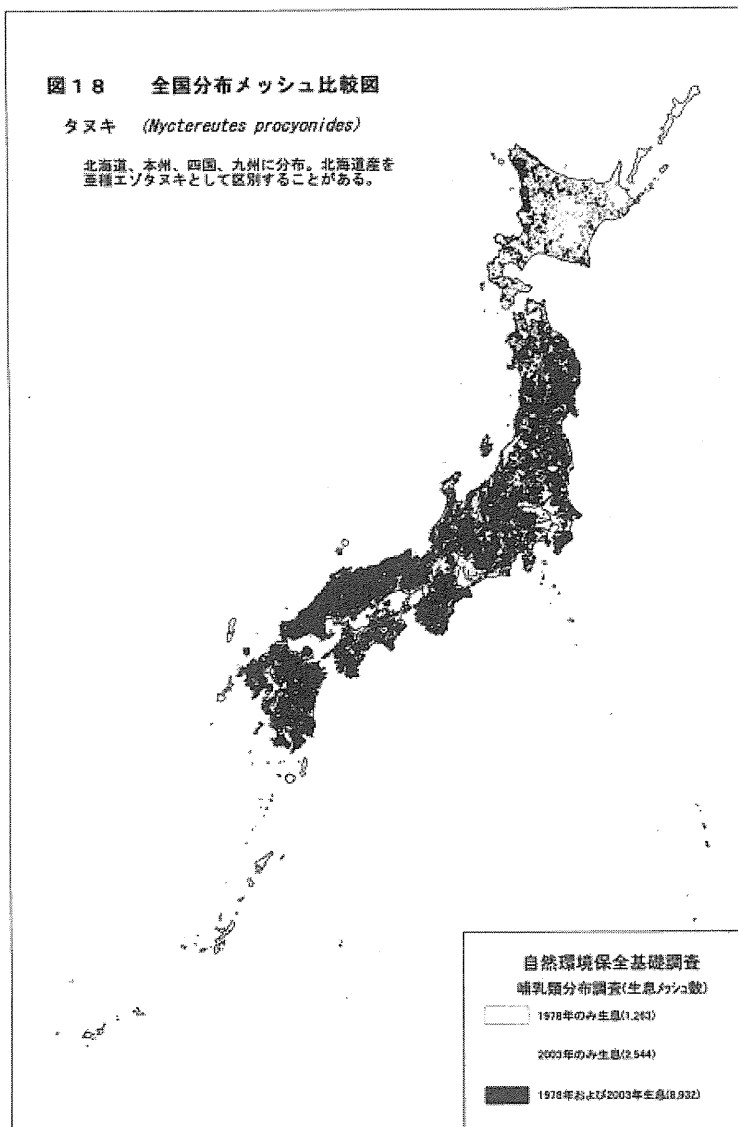 図18　全国分布メッシュ比較図
タヌキ　(Nyctereutes procyonides)
北海道、本州、四国、九州に分布。北海道産を
亜種エゾタヌキとして区別することがある。
自然環境保全基礎調査
哺乳類分布調査(生息メッシュ数)
1978年のみ生息(1,263)
2003年のみ生息(2,544)
1978年および2003年生息(8,932)